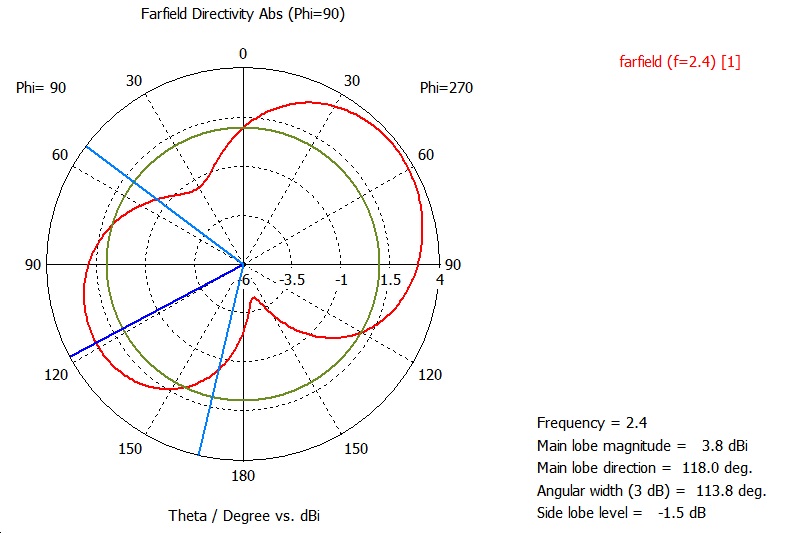 Farfield Directivity Abs (Phi=90)
farfield (f=2.4) [1]
0
30 30
Phi= 90 Phi=270
60 60
90 90
-6 -3.5 -1 1.5 4
120 120
150 150
180
Frequency = 2.4
Main lobe magnitude = 3.8 dBi
Main lobe direction = 118.0 deg.
Angular width (3 dB) = 113.8 deg.
Side lobe level = -1.5 dB
Theta / Degree vs. dBi